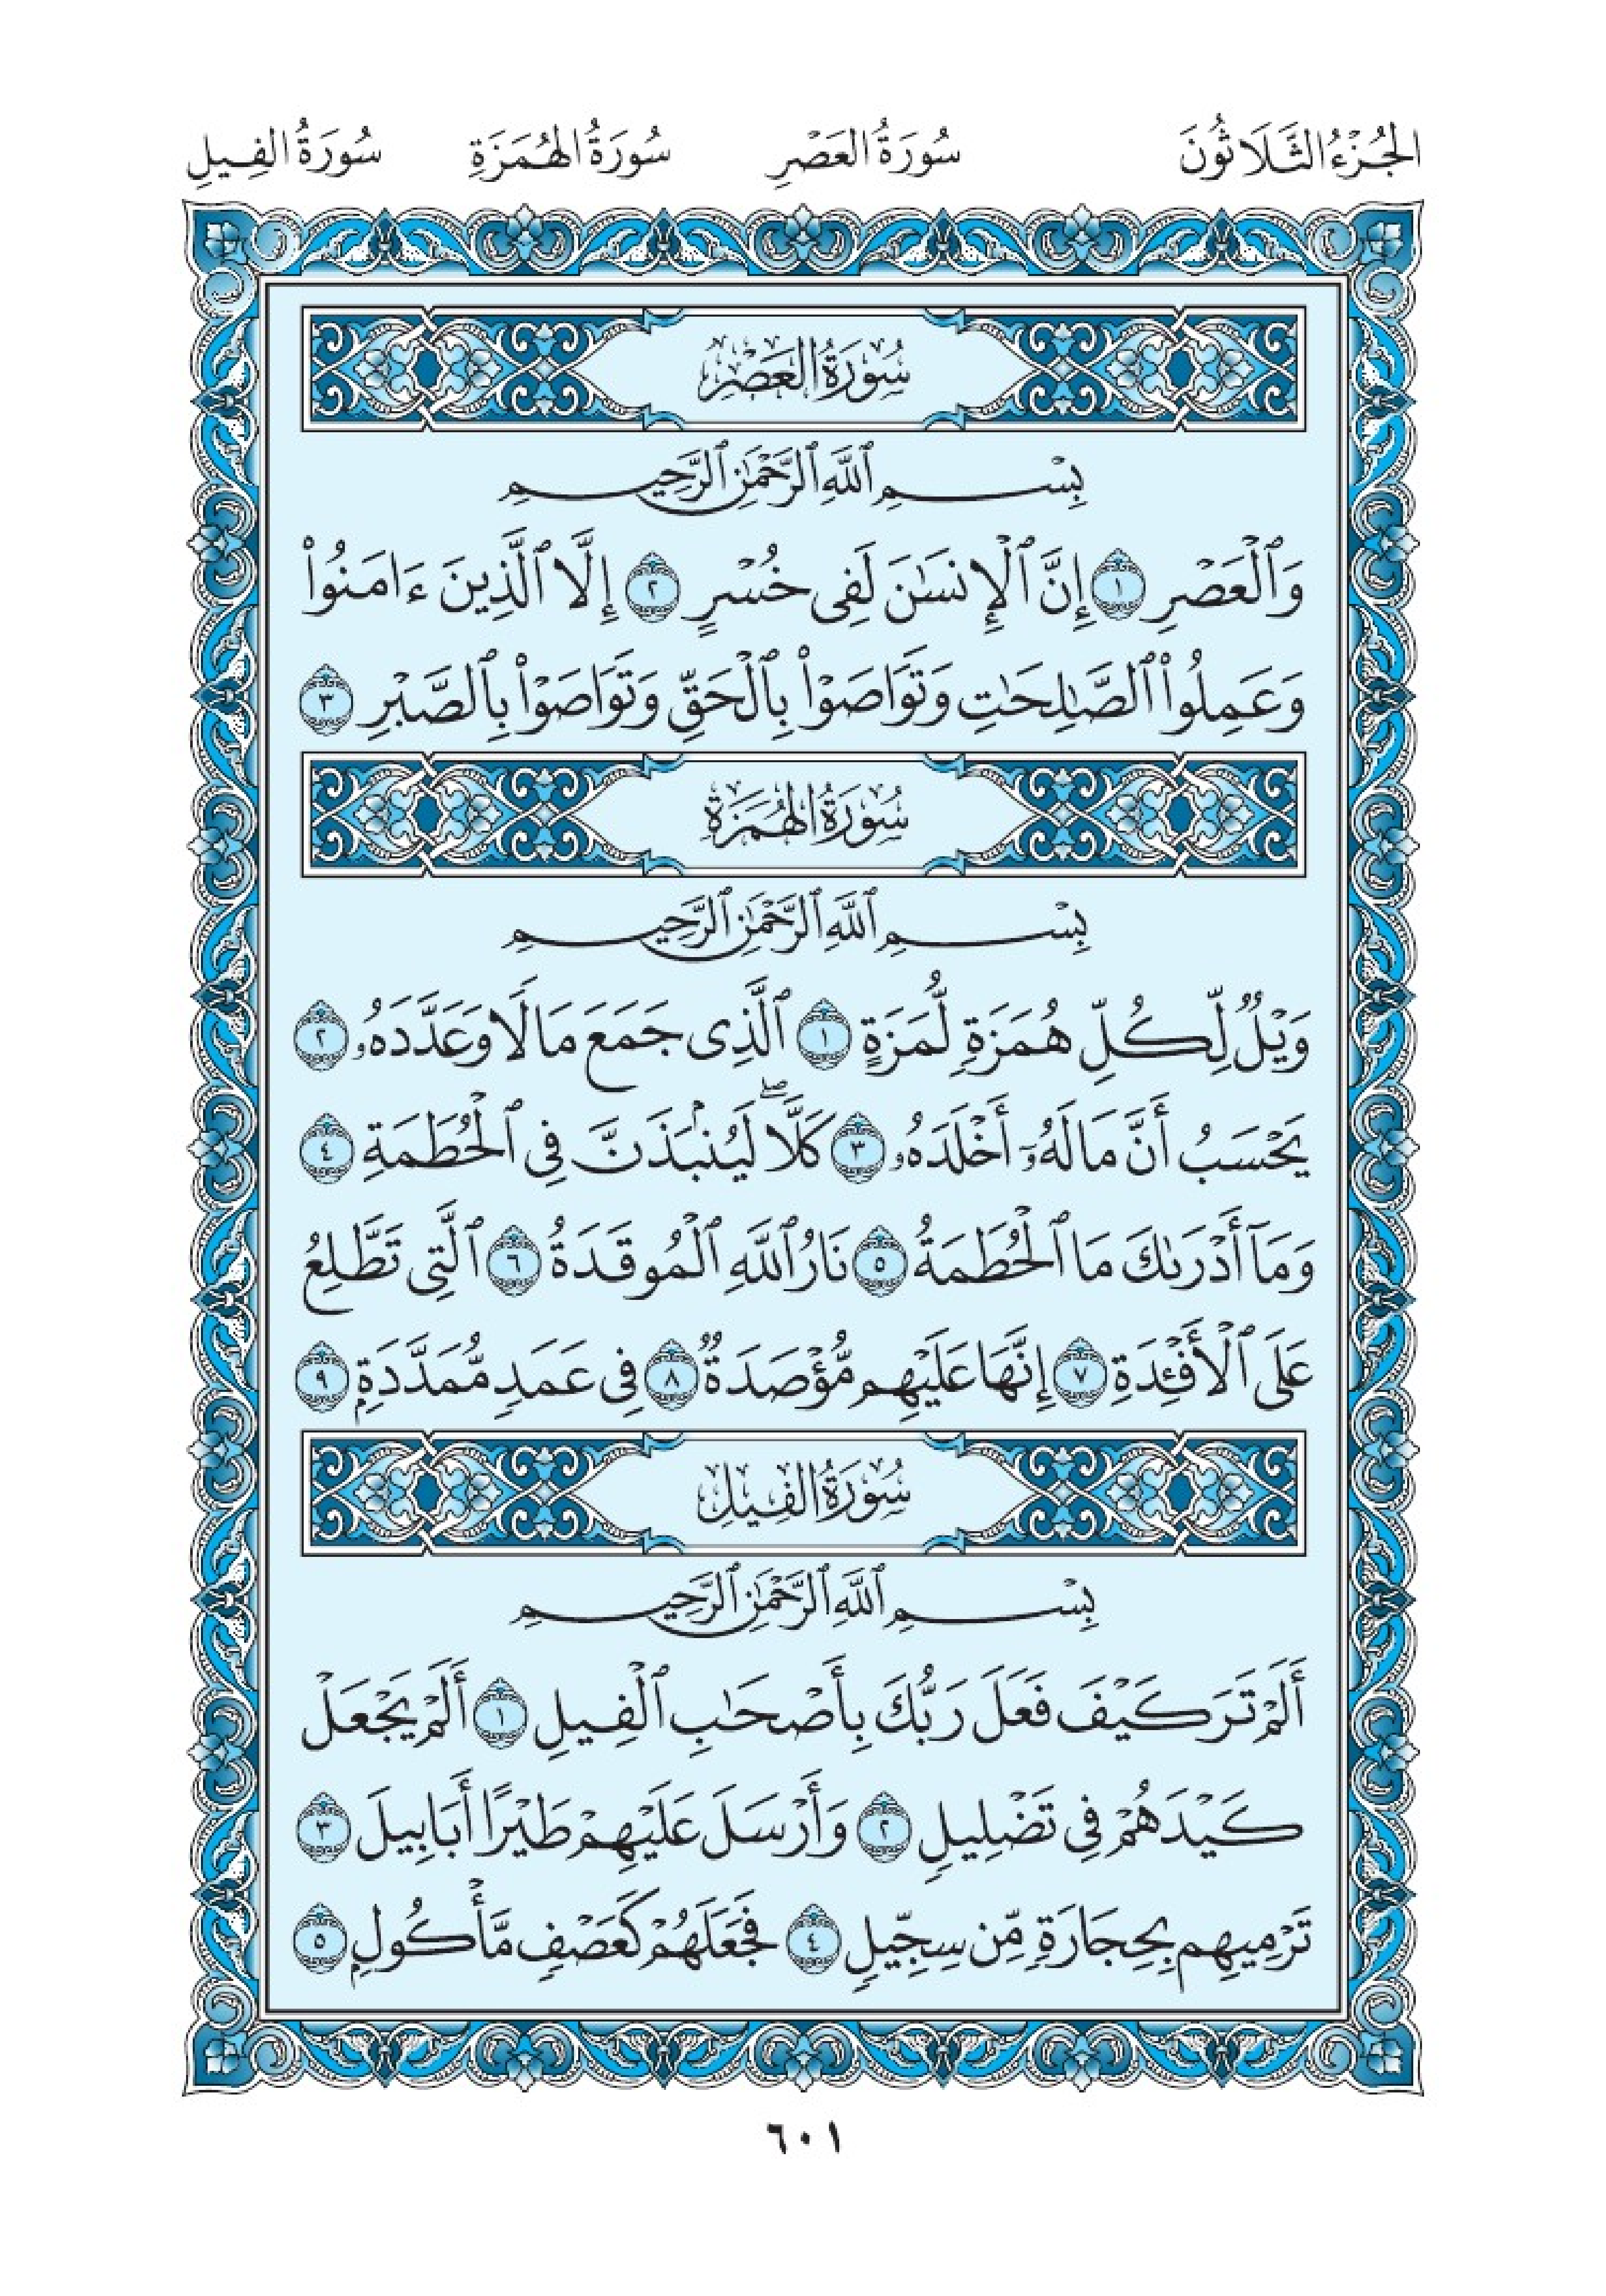 الجُزْءُ الثَّلَاثُونَ سُورَةُ العَصْرِ سُورَةُ الهُمَزَةِ سُورَةُ الفِيلِ
سُورَةُ العَصْرِ
بِسْمِ ٱللَّهِ ٱلرَّحْمَٰنِ ٱلرَّحِيمِ
وَٱلْعَصْرِ ١ إِنَّ ٱلْإِنسَٰنَ لَفِى خُسْرٍ ٢ إِلَّا ٱلَّذِينَ ءَامَنُوا۟
وَعَمِلُوا۟ ٱلصَّٰلِحَٰتِ وَتَوَاصَوْا۟ بِٱلْحَقِّ وَتَوَاصَوْا۟ بِٱلصَّبْرِ ٣
سُورَةُ الهُمَزَةِ
بِسْمِ ٱللَّهِ ٱلرَّحْمَٰنِ ٱلرَّحِيمِ
وَيْلٌ لِّكُلِّ هُمَزَةٍ لُّمَزَةٍ ١ ٱلَّذِى جَمَعَ مَالًا وَعَدَّدَهُۥ ٢
يَحْسَبُ أَنَّ مَالَهُۥٓ أَخْلَدَهُۥ ٣ كَلَّا ۖ لَيُنۢبَذَنَّ فِى ٱلْحُطَمَةِ ٤
وَمَآ أَدْرَىٰكَ مَا ٱلْحُطَمَةُ ٥ نَارُ ٱللَّهِ ٱلْمُوقَدَةُ ٦ ٱلَّتِى تَطَّلِعُ
عَلَى ٱلْأَفْـِٔدَةِ ٧ إِنَّهَا عَلَيْهِم مُّؤْصَدَةٌ ٨ فِى عَمَدٍ مُّمَدَّدَةٍۭ ٩
سُورَةُ الفِيلِ
بِسْمِ ٱللَّهِ ٱلرَّحْمَٰنِ ٱلرَّحِيمِ
أَلَمْ تَرَ كَيْفَ فَعَلَ رَبُّكَ بِأَصْحَٰبِ ٱلْفِيلِ ١ أَلَمْ يَجْعَلْ
كَيْدَهُمْ فِى تَضْلِيلٍ ٢ وَأَرْسَلَ عَلَيْهِمْ طَيْرًا أَبَابِيلَ ٣
تَرْمِيهِم بِحِجَارَةٍ مِّن سِجِّيلٍ ٤ فَجَعَلَهُمْ كَعَصْفٍ مَّأْكُولٍۭ ٥
٦٠١